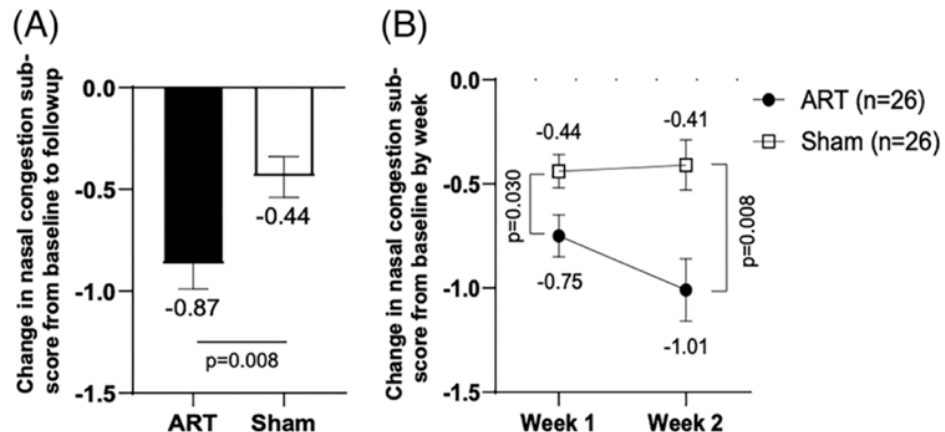 (A)
Change in nasal congestion sub-
score from baseline to followup
0.0
-0.5
-1.0
-1.5
-0.44
-0.87
p=0.008
ART
Sham
(B)
Change in nasal congestion sub-
score from baseline by week
0.0
-0.5
-1.0
-1.5
-0.44
-0.41
p=0.030
p=0.008
-0.75
-1.01
Week 1
Week 2
ART (n=26)
Sham (n=26)